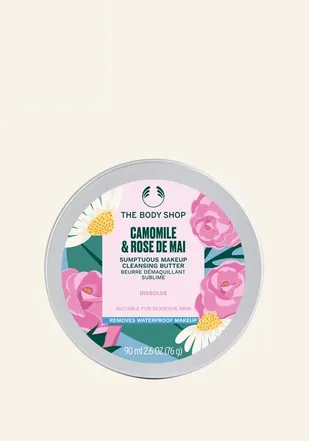 THE BODY SHOP
CAMOMILE
& ROSE DE MAI
SUMPTUOUS MAKEUP
CLEANSING BUTTER
BEURRE DÉMAQUILLANT
SUBLIME
DISSOLVE
SUITABLE FOR SENSITIVE SKIN
REMOVES WATERPROOF MAKEUP
90 ml 2.6 OZ (76 g)